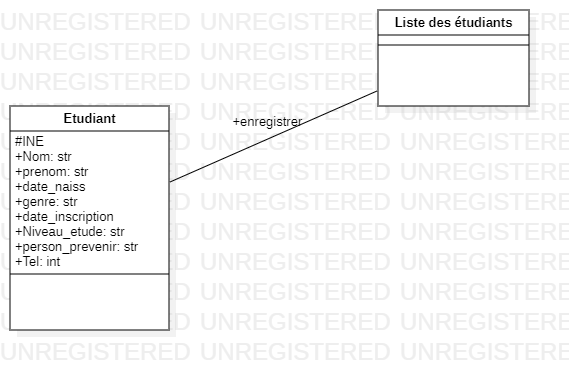 UNREGISTERED UNREGISTERED UNREGISTERED
Liste des étudiants
Etudiant
+enregistrer
#INE
+Nom: str
+prenom: str
+date_naiss
+genre: str
+date_inscription
+Niveau_etude: str
+person_prevenir: str
+Tel: int